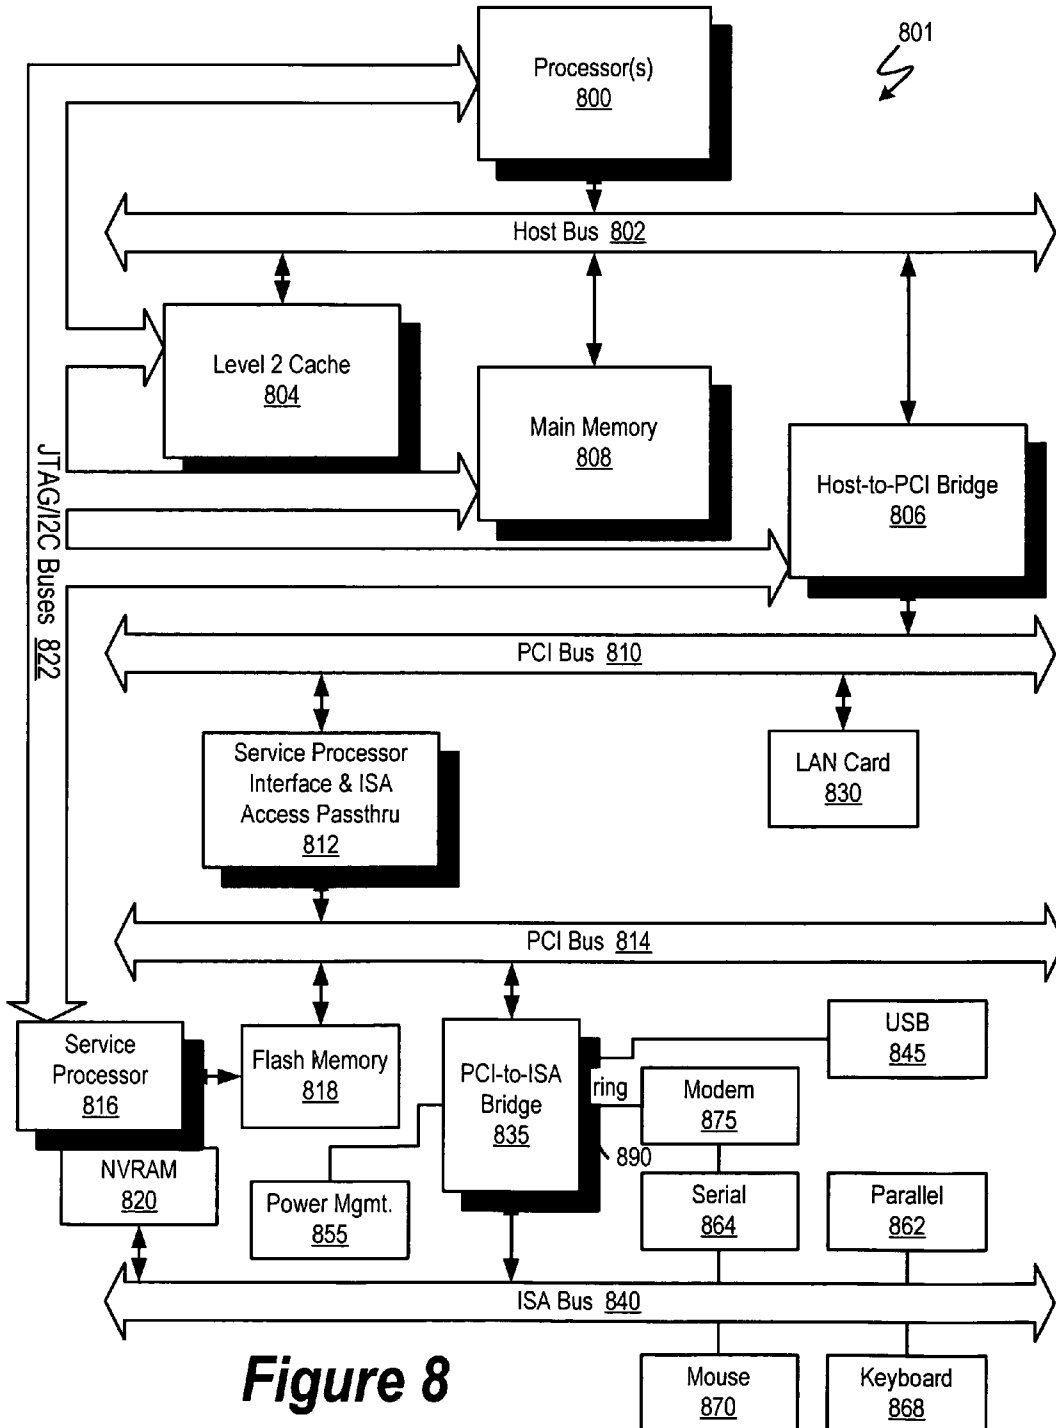 801
Processor(s)
800
Host Bus 802
Level 2 Cache
804
Main Memory
808
Host-to-PCI Bridge
806
JTAG/I2C Buses 822
PCI Bus 810
Service Processor
Interface & ISA
Access Passthru
812
LAN Card
830
PCI Bus 814
Service
Processor
816
Flash Memory
818
PCI-to-ISA
Bridge
835
USB
845
ring
Modem
875
890
NVRAM
820
Power Mgmt.
855
Serial
864
Parallel
862
ISA Bus 840
Figure 8
Mouse
870
Keyboard
868